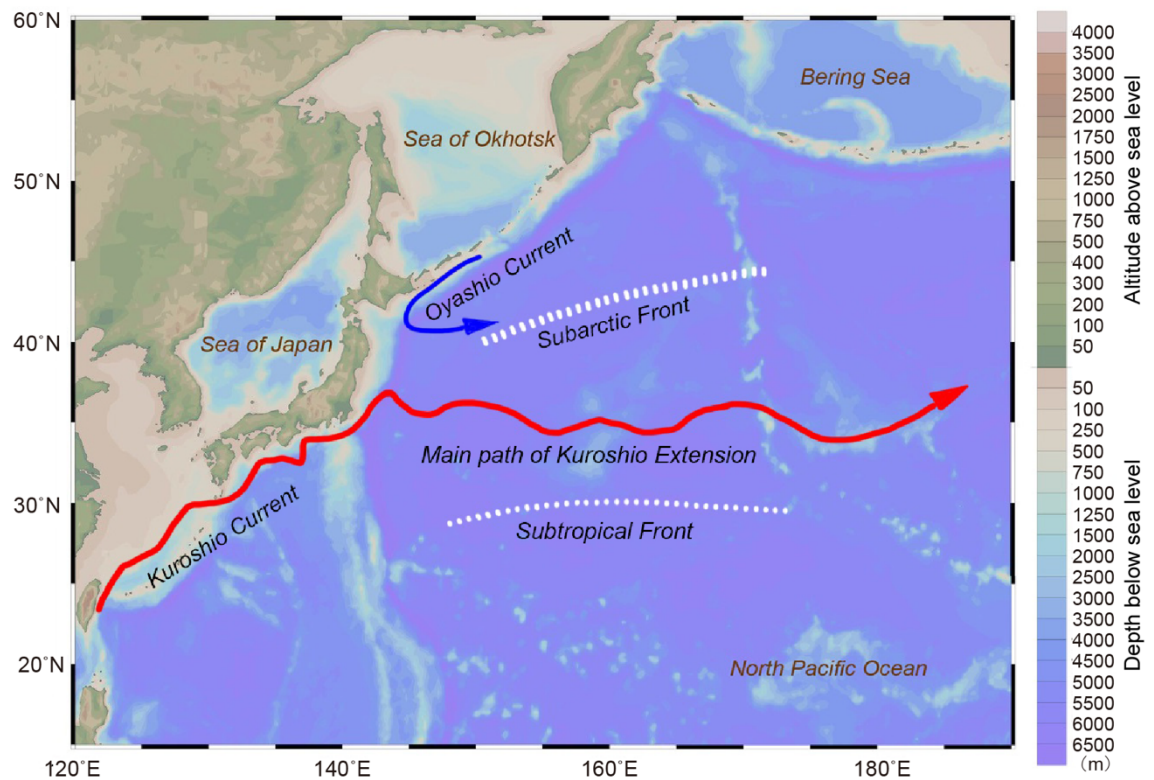 60°N
50°N
40°N
30°N
20°N
120°E
140°E
160°E
180°E
Bering Sea
Sea of Okhotsk
Oyashio Current
Subarctic Front
Sea of Japan
Main path of Kuroshio Extension
Kuroshio Current
Subtropical Front
North Pacific Ocean
4000
3500
3000
2500
2000
1750
1500
1250
1000
750
500
400
300
200
100
50
50
100
250
500
750
1000
1250
1500
2000
2500
3000
3500
4000
4500
5000
5500
6000
6500
(m)
Altitude above sea level
Depth below sea level